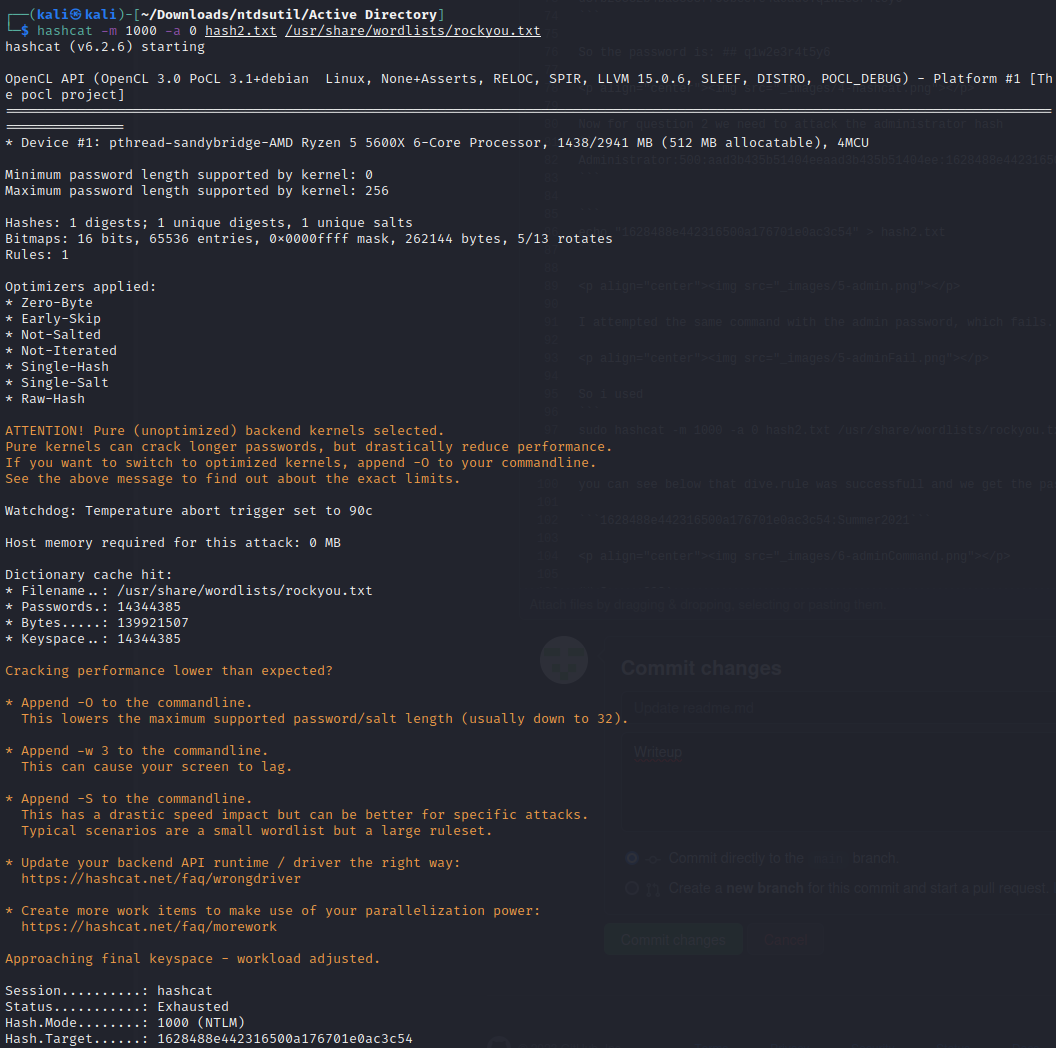 ┌──(kali㉿kali)-[~/Downloads/ntdsutil/Active Directory]
└─$ hashcat -m 1000 -a 0 hash2.txt /usr/share/wordlists/rockyou.txt
hashcat (v6.2.6) starting
OpenCL API (OpenCL 3.0 PoCL 3.1+debian  Linux, None+Asserts, RELOC, SPIR, LLVM 15.0.6, SLEEF, DISTRO, POCL_DEBUG) - Platform #1 [Th
e pocl project]
* Device #1: pthread-sandybridge-AMD Ryzen 5 5600X 6-Core Processor, 1438/2941 MB (512 MB allocatable), 4MCU
Minimum password length supported by kernel: 0
Maximum password length supported by kernel: 256
Hashes: 1 digests; 1 unique digests, 1 unique salts
Bitmaps: 16 bits, 65536 entries, 0x0000ffff mask, 262144 bytes, 5/13 rotates
Rules: 1
Optimizers applied:
* Zero-Byte
* Early-Skip
* Not-Salted
* Not-Iterated
* Single-Hash
* Single-Salt
* Raw-Hash
ATTENTION! Pure (unoptimized) backend kernels selected.
Pure kernels can crack longer passwords, but drastically reduce performance.
If you want to switch to optimized kernels, append -O to your commandline.
See the above message to find out about the exact limits.
Watchdog: Temperature abort trigger set to 90c
Host memory required for this attack: 0 MB
Dictionary cache hit:
* Filename..: /usr/share/wordlists/rockyou.txt
* Passwords.: 14344385
* Bytes.....: 139921507
* Keyspace..: 14344385
Cracking performance lower than expected?
* Append -O to the commandline.
This lowers the maximum supported password/salt length (usually down to 32).
* Append -w 3 to the commandline.
This can cause your screen to lag.
* Append -S to the commandline.
This has a drastic speed impact but can be better for specific attacks.
Typical scenarios are a small wordlist but a large ruleset.
* Update your backend API runtime / driver the right way:
https://hashcat.net/faq/wrongdriver
* Create more work items to make use of your parallelization power:
https://hashcat.net/faq/morework
Approaching final keyspace - workload adjusted.
Session..........: hashcat
Status...........: Exhausted
Hash.Mode........: 1000 (NTLM)
Hash.Target......: 1628488e442316500a176701e0ac3c54
So the password is: ## q1w2e3r4t5y6
Now for question 2 we need to attack the administrator hash
echo "1628488e442316500a176701e0ac3c54" > hash2.txt
<p align="center"><img src="_images/5-admin.png"></p>
I attempted the same command with the admin password, which fails.
<p align="center"><img src="_images/5-adminFail.png"></p>
So i used
sudo hashcat -m 1000 -a 0 hash2.txt /usr/share/wordlists/rockyou.t
you can see below that dive.rule was successfull and we get the pa
1628488e442316500a176701e0ac3c54:Summer2021
<p align="center"><img src="_images/6-adminCommand.png"></p>
Commit changes
Update readme.md
Writeup
Commit directly to the
branch.
Create a new branch for this commit and start a pull request.
Commit changes
Cancel